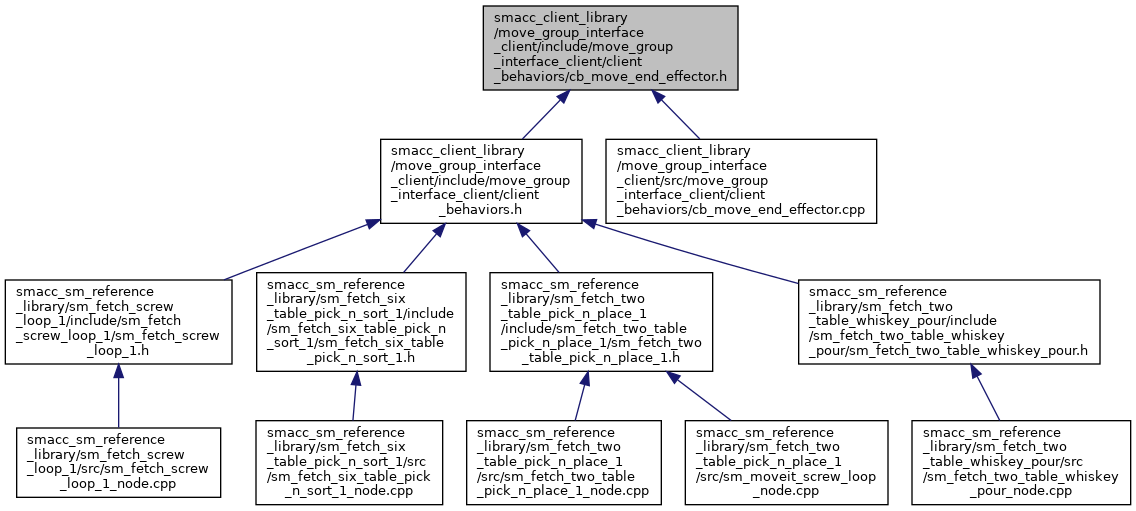 smacc_client_library
/move_group_interface
_client/include/move_group
_interface_client/client
_behaviors/cb_move_end_effector.h
smacc_client_library
/move_group_interface
_client/include/move_group
_interface_client/client
_behaviors.h
smacc_client_library
/move_group_interface
_client/src/move_group
_interface_client/client
_behaviors/cb_move_end_effector.cpp
smacc_sm_reference
_library/sm_fetch_screw
_loop_1/include/sm_fetch
_screw_loop_1/sm_fetch_screw
_loop_1.h
smacc_sm_reference
_library/sm_fetch_six
_table_pick_n_sort_1/include
/sm_fetch_six_table_pick_n
_sort_1/sm_fetch_six_table
_pick_n_sort_1.h
smacc_sm_reference
_library/sm_fetch_two
_table_pick_n_place_1
/include/sm_fetch_two_table
_pick_n_place_1/sm_fetch_two
_table_pick_n_place_1.h
smacc_sm_reference
_library/sm_fetch_two
_table_whiskey_pour/include
/sm_fetch_two_table_whiskey
_pour/sm_fetch_two_table_whiskey_pour.h
smacc_sm_reference
_library/sm_fetch_screw
_loop_1/src/sm_fetch_screw
_loop_1_node.cpp
smacc_sm_reference
_library/sm_fetch_six
_table_pick_n_sort_1/src
/sm_fetch_six_table_pick
_n_sort_1_node.cpp
smacc_sm_reference
_library/sm_fetch_two
_table_pick_n_place_1
/src/sm_fetch_two_table
_pick_n_place_1_node.cpp
smacc_sm_reference
_library/sm_fetch_two
_table_pick_n_place_1
/src/sm_moveit_screw_loop
_node.cpp
smacc_sm_reference
_library/sm_fetch_two
_table_whiskey_pour/src
/sm_fetch_two_table_whiskey
_pour_node.cpp